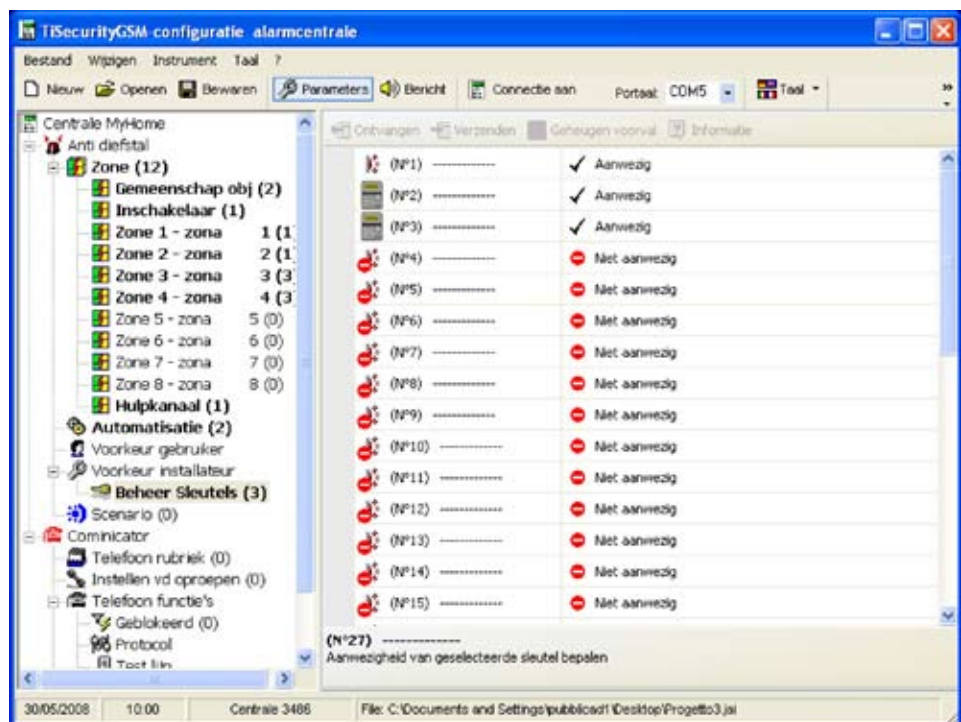 TiSecurityGSM-configuratie alarmcentrale
Bestand Wijzigen Instrument Taal ?
Nieuw Openen Bewaren Parameters Bericht Connectie aan Portaal: COM5 Taal
Centrale MyHome
Anti diefstal
Zone (12)
Gemeenschap obj (2)
Inschakelaar (1)
Zone 1 - zona 1 (1
Zone 2 - zona 2 (1
Zone 3 - zona 3 (3
Zone 4 - zona 4 (3
Zone 5 - zona 5 (0)
Zone 6 - zona 6 (0)
Zone 7 - zona 7 (0)
Zone 8 - zona 8 (0)
Hulpkanaal (1)
Automatisatie (2)
Voorkeur gebruiker
Voorkeur installateur
Beheer Sleutels (3)
Scenario (0)
Cominicator
Telefoon rubriek (0)
Instellen vd oproepen (0)
Telefoon functie's
Geblokeerd (0)
Protocol
Test lijn
Ontvangen Verzenden Geheugen voorval Informatie
(N°1) ------------- Aanwezig
(N°2) ------------- Aanwezig
(N°3) ------------- Aanwezig
(N°4) ------------- Niet aanwezig
(N°5) ------------- Niet aanwezig
(N°6) ------------- Niet aanwezig
(N°7) ------------- Niet aanwezig
(N°8) ------------- Niet aanwezig
(N°9) ------------- Niet aanwezig
(N°10) ------------- Niet aanwezig
(N°11) ------------- Niet aanwezig
(N°12) ------------- Niet aanwezig
(N°13) ------------- Niet aanwezig
(N°14) ------------- Niet aanwezig
(N°15) ------------- Niet aanwezig
(N°27) -------------
Aanwezigheid van geselecteerde sleutel bepalen
30/05/2008 10:00 Centrale 3486 File: C:\Documents and Settings\pubblicad1\Desktop\Progetto3.jai